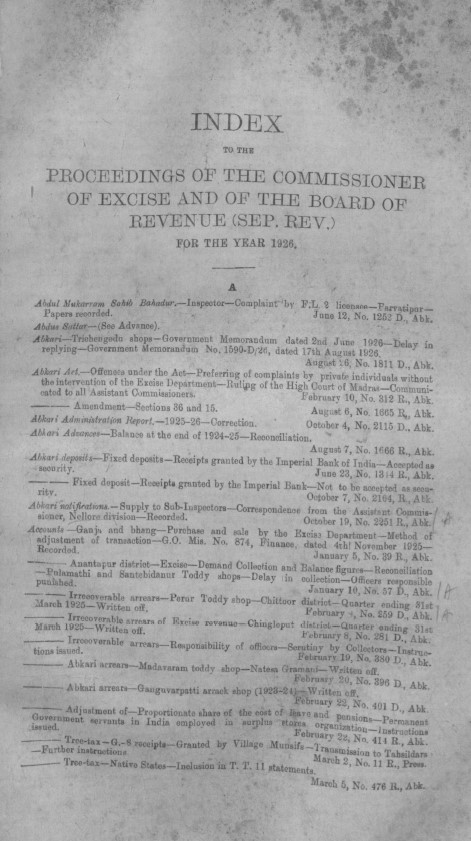 INDEX
TO THE
PROCEEDINGS OF THE COMMISSIONER
OF EXCISE AND OF THE BOARD OF
REVENUE (SEP. REV.)
FOR THE YEAR 1926.
A
Abdul Mukarram Sahib Bahadur.—Inspector—Complaint by F.L. 2 licensee—Parvatipur—
Papers recorded. June 12, No. 1252 D., Abk.
Abdus Sattar—(See Advance).
Abkari—Trichengodu shops—Government Memorandum dated 2nd June 1926—Delay in
replying—Government Memorandum No. 1599-D/26, dated 17th August 1926.
August 26, No. 1811 D., Abk.
Abkari Act.—Offences under the Act—Preferring of complaints by private individuals without
the intervention of the Excise Department—Ruling of the High Court of Madras—Communi-
cated to all Assistant Commissioners. February 10, No. 312 R., Abk.
——— Amendment—Sections 36 and 15. August 6, No. 1665 R., Abk.
Abkari Administration Report.—1925-26—Correction. October 4, No. 2115 D., Abk.
Abkari Advances—Balance at the end of 1924-25—Reconciliation.
August 7, No. 1666 R., Abk.
Abkari deposits—Fixed deposits—Receipts granted by the Imperial Bank of India—Accepted as
security. June 23, No. 1344 R., Abk.
——— Fixed deposit—Receipts granted by the Imperial Bank—Not to be accepted as secu-
rity. October 7, No. 2164, R., Abk.
Abkari notifications.—Supply to Sub-Inspectors—Correspondence from the Assistant Commis-
sioner, Nellore division—Recorded. October 19, No. 2251 R., Abk.
Accounts—Ganja and bhang—Purchase and sale by the Excise Department—Method of
adjustment of transaction—G.O. Mis. No. 874, Finance, dated 4th November 1925—
Recorded. January 5, No. 39 R., Abk.
——— Anantapur district—Excise—Demand Collection and Balance figures—Reconciliation
—Pulamathi and Santebidanur Toddy shops—Delay in collection—Officers responsible
punished. January 10, No. 57 D., Abk.
——— Irrecoverable arrears—Perur Toddy shop—Chittoor district—Quarter ending 31st
March 1925—Written off. February 4, No. 259 D., Abk.
——— Irrecoverable arrears of Excise revenue—Chingleput district—Quarter ending 31st
March 1925—Written off. February 8, No. 281 D., Abk.
——— Irrecoverable arrears—Responsibility of officers—Scrutiny by Collectors—Instruc-
tions issued. February 19, No. 380 D., Abk.
——— Abkari arrears—Madavaram toddy shop—Natesa Gramani—Written off.
February 20, No. 396 D., Abk.
——— Abkari arrears—Ganguvarpatti arrack shop (1923-24)—Written off.
February 22, No. 401 D., Abk.
——— Adjustment of—Proportionate share of the cost of leave and pensions—Permanent
Government servants in India employed in surplus stores organization—Instructions
issued. February 22, No. 414 R., Abk.
——— Tree-tax—G.-8 receipts—Granted by Village Munsifs—Transmission to Tahsildars
—Further instructions. March 2, No. 11 E., Press.
——— Tree-tax—Native States—Inclusion in T. T. 11 statements.
March 5, No. 476 R., Abk.